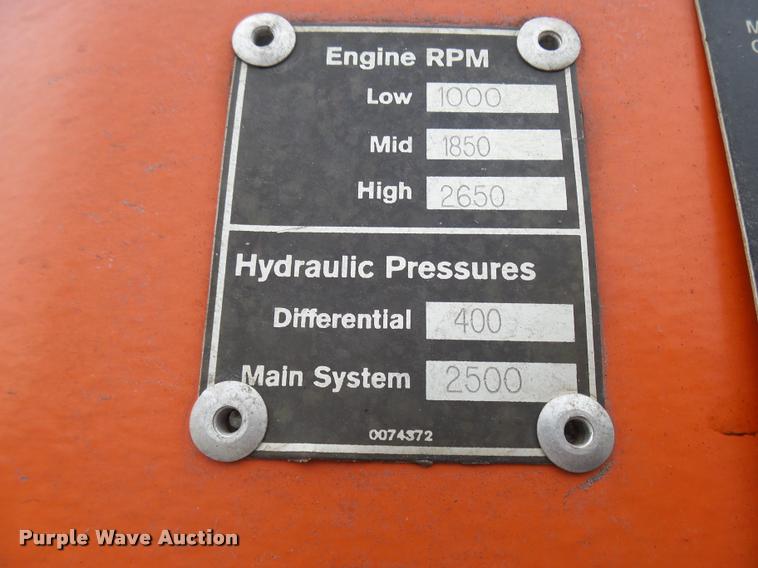 Engine RPM
Low 1000
Mid 1850
High 2650
Hydraulic Pressures
Differential 400
Main System 2500
0074372
Purple Wave Auction